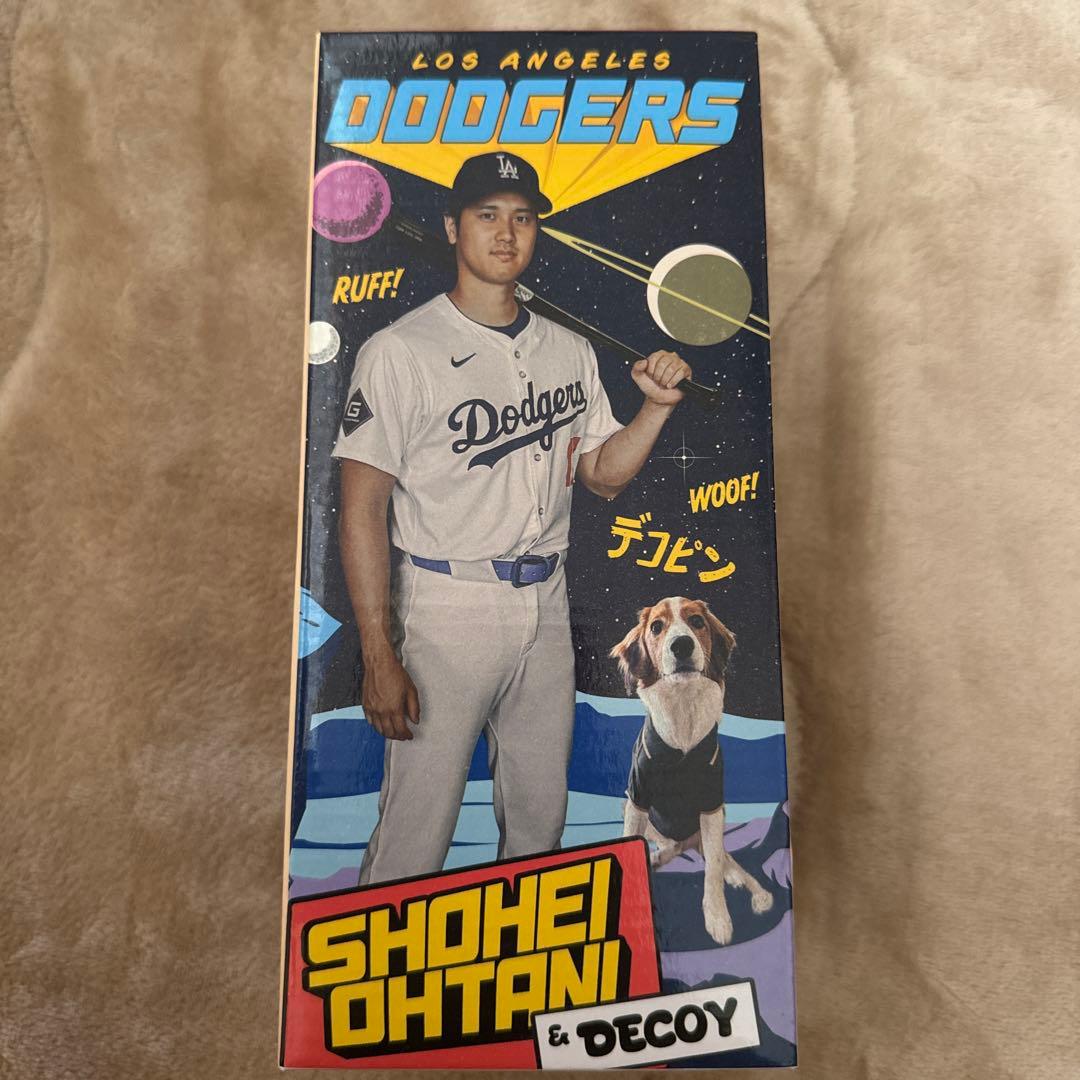 LOS ANGELES
DODGERS
LA
RUFF!
G
Dodgers
WOOF!
デコピン
SHOHEI
OHTANI
& DECOY